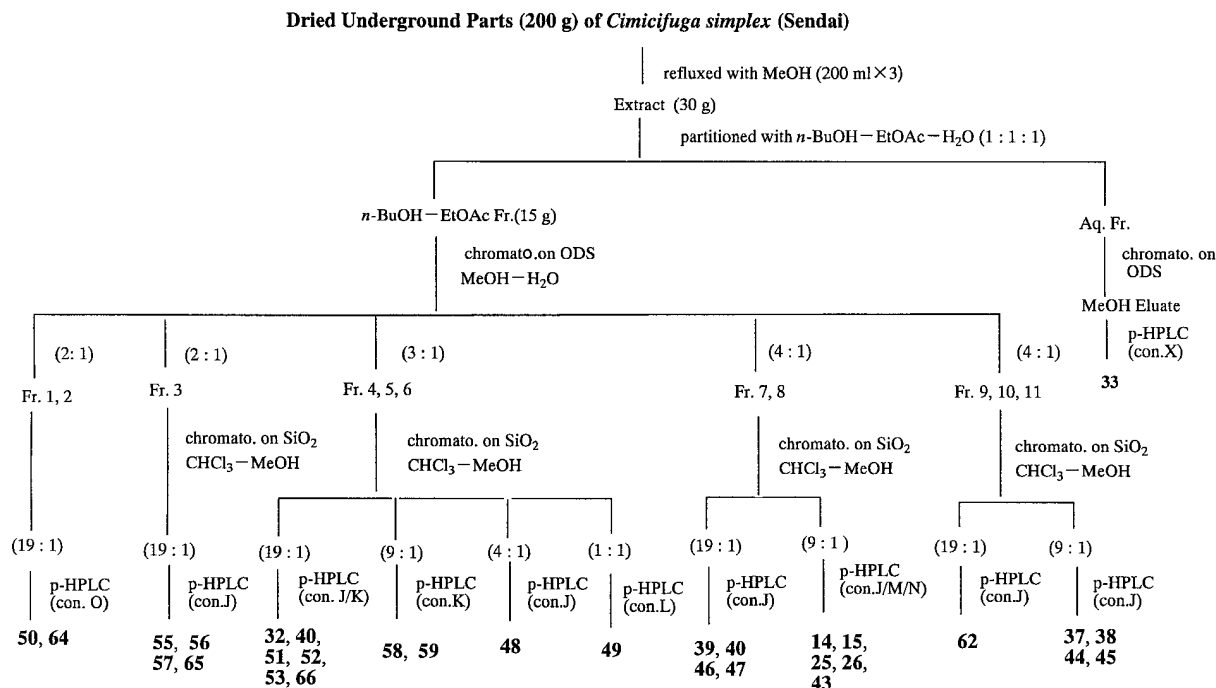 Dried Underground Parts (200 g) of Cimicifuga simplex (Sendai)
refluxed with MeOH (200 ml×3)
Extract (30 g)
partitioned with n-BuOH−EtOAc−H₂O (1 : 1 : 1)
n-BuOH−EtOAc Fr.(15 g)
chromato.on ODS
MeOH−H₂O
Aq. Fr.
chromato. on
ODS
MeOH Eluate
p-HPLC
(con.X)
33
(2 : 1)
Fr. 1, 2
(19 : 1)
p-HPLC
(con. O)
50, 64
(2 : 1)
Fr. 3
chromato. on SiO₂
CHCl₃−MeOH
(19 : 1)
p-HPLC
(con.J)
55, 56
57, 65
(3 : 1)
Fr. 4, 5, 6
chromato. on SiO₂
CHCl₃−MeOH
(19 : 1)
p-HPLC
(con. J/K)
32, 40,
51, 52,
53, 66
(9 : 1)
p-HPLC
(con.K)
58, 59
(4 : 1)
p-HPLC
(con.J)
48
(1 : 1)
p-HPLC
(con.L)
49
(4 : 1)
Fr. 7, 8
chromato. on SiO₂
CHCl₃−MeOH
(19 : 1)
p-HPLC
(con.J)
39, 40
46, 47
(9 : 1)
p-HPLC
(con.J/M/N)
14, 15,
25, 26,
43
(4 : 1)
Fr. 9, 10, 11
chromato. on SiO₂
CHCl₃−MeOH
(19 : 1)
p-HPLC
(con.J)
62
(9 : 1)
p-HPLC
(con.J)
37, 38
44, 45